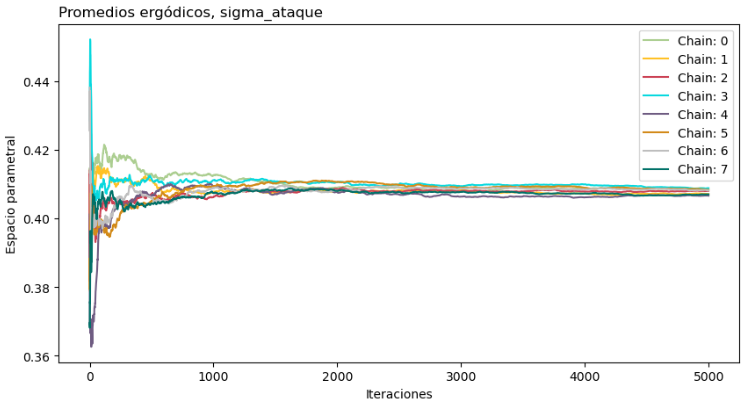 Promedios ergódicos, sigma_ataque
Chain: 0
Chain: 1
Chain: 2
Chain: 3
Chain: 4
Chain: 5
Chain: 6
Chain: 7
0.44
0.42
0.40
0.38
0.36
Espacio parametral
0
1000
2000
3000
4000
5000
Iteraciones